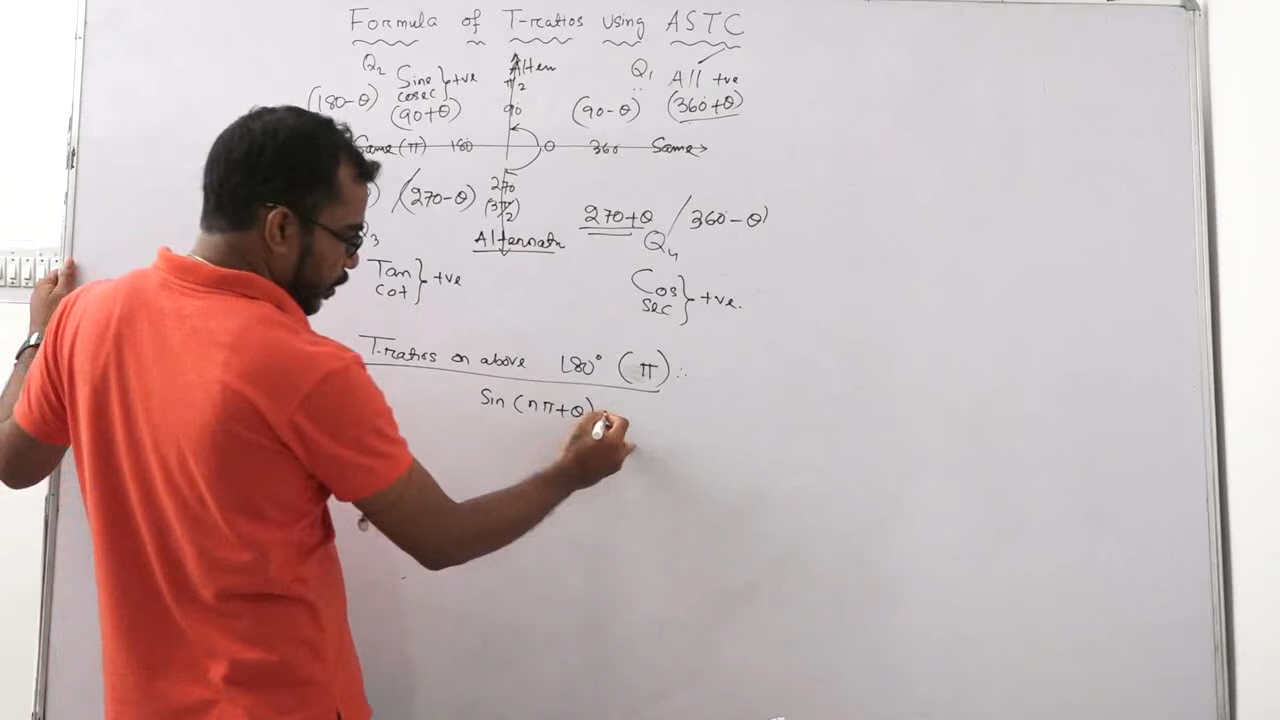 Formula of T-ratios using ASTC
Q2 Sine cosec } +ve
Alten
π/2
Q1 All +ve
(180-θ) (90+θ)
90
(90-θ) (360+θ)
Same (π) 180
0 360 Same
(270-θ)
270
(3π/2)
Alternate
270+θ / 360-θ)
Q4
3
Tan cot } +ve
Cos sec } +ve.
T-ratios on above 180° (π) :
Sin (nπ+θ)